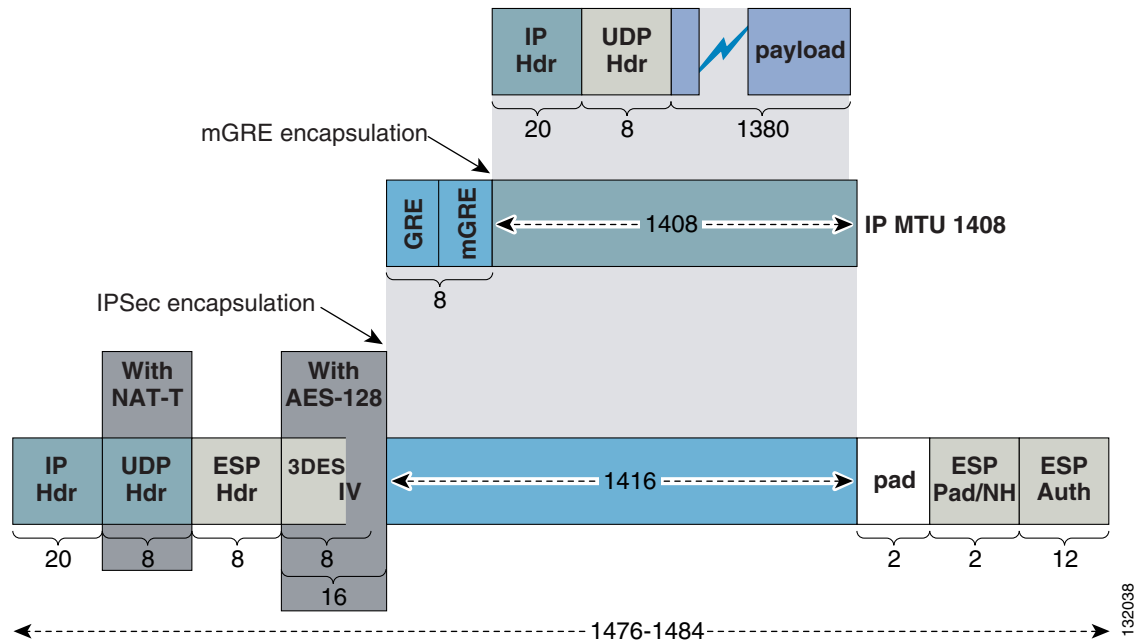 IP
Hdr
UDP
Hdr
payload
20
8
1380
mGRE encapsulation
GRE
mGRE
1408
IP MTU 1408
8
IPSec encapsulation
With
NAT-T
With
AES-128
IP
Hdr
UDP
Hdr
ESP
Hdr
3DES
IV
1416
pad
ESP
Pad/NH
ESP
Auth
20
8
8
8
16
2
2
12
1476-1484
132038